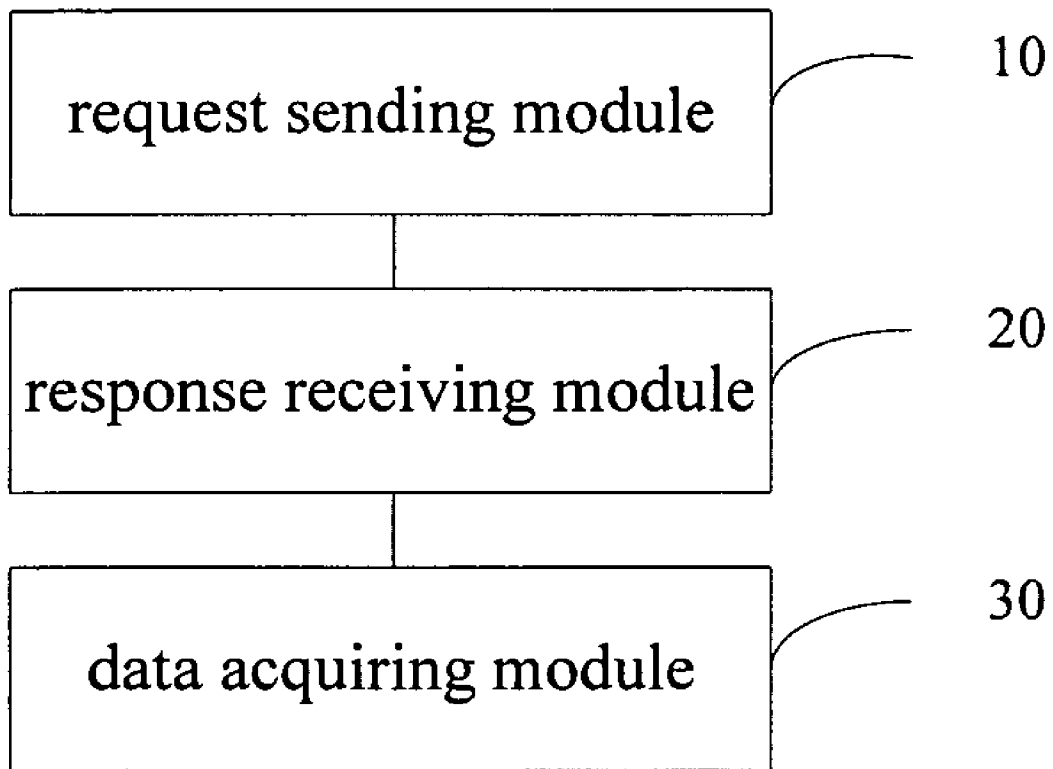 request sending module 10
response receiving module 20
data acquiring module 30